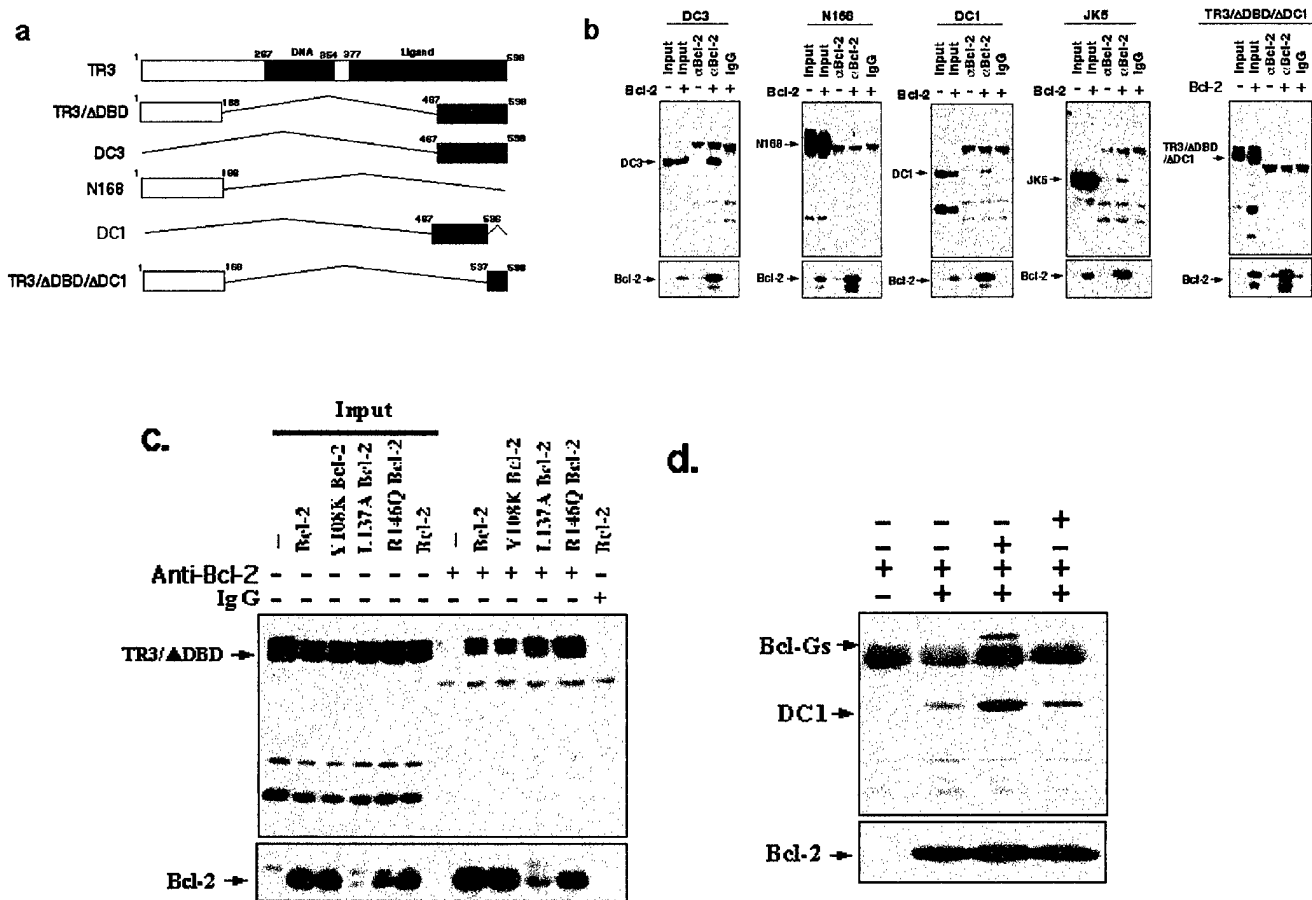 a
1 267 DNA 354 377 Ligand 598
TR3
1 168 467 598
TR3/ΔDBD
467 598
DC3
1 168
N168
467 536
DC1
1 168 537 598
TR3/ΔDBD/ΔDC1
b
DC3
Input Input αBcl-2 αBcl-2 IgG
Bcl-2 - + - + +
DC3
Bcl-2
N168
Input Input αBcl-2 αBcl-2 IgG
Bcl-2 - + - + +
N168
Bcl-2
DC1
Input Input αBcl-2 αBcl-2 IgG
Bcl-2 - + - + +
DC1
Bcl-2
JK5
Input Input αBcl-2 αBcl-2 IgG
Bcl-2 - + - + +
JK5
Bcl-2
TR3/ΔDBD/ΔDC1
Input Input αBcl-2 αBcl-2 IgG
Bcl-2 - + - + +
TR3/ΔDBD
/ΔDC1
Bcl-2
c.
Input
– Bcl-2 Y108K Bcl-2 L137A Bcl-2 R146Q Bcl-2 Bcl-2 – Bcl-2 Y108K Bcl-2 L137A Bcl-2 R146Q Bcl-2 Bcl-2
Anti-Bcl-2 - - - - - - + + + + + -
IgG - - - - - - - - - - - +
TR3/ΔDBD
Bcl-2
d.
- - - +
- - + -
+ + + +
- + + +
Bcl-Gs
DC1
Bcl-2